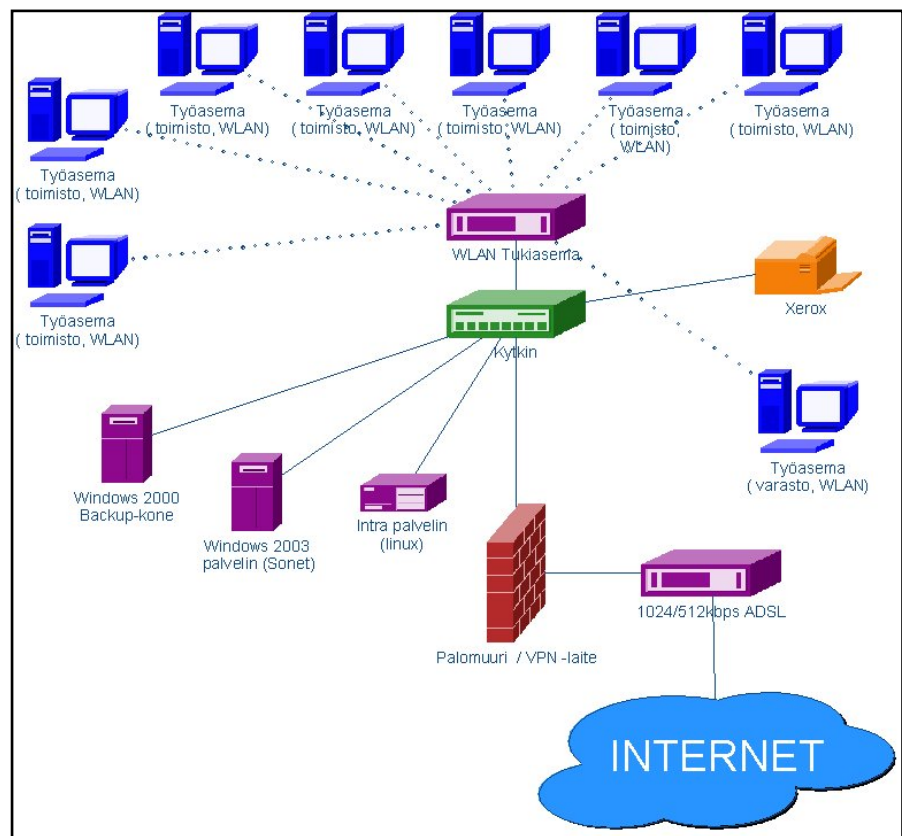 Työasema
( toimisto, WLAN)
Työasema
( toimisto, WLAN)
Työasema
( toimisto, WLAN)
Työasema
( toimisto,
WLAN)
Työasema
( toimisto, WLAN)
Työasema
( toimisto, WLAN)
Työasema
( toimisto, WLAN)
WLAN Tukiasema
Xerox
Kytkin
Työasema
( varasto, WLAN)
Windows 2000
Backup-kone
Windows 2003
palvelin (Sonet)
Intra palvelin
(linux)
1024/512kbps ADSL
Palomuuri / VPN -laite
INTERNET